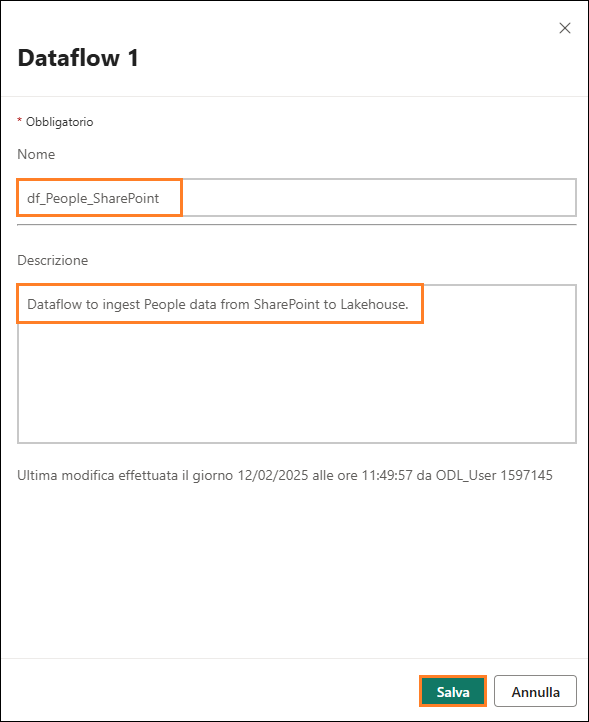 Dataflow 1
* Obbligatorio
Nome
df_People_SharePoint
Descrizione
Dataflow to ingest People data from SharePoint to Lakehouse.
Ultima modifica effettuata il giorno 12/02/2025 alle ore 11:49:57 da ODL_User 1597145
Salva
Annulla